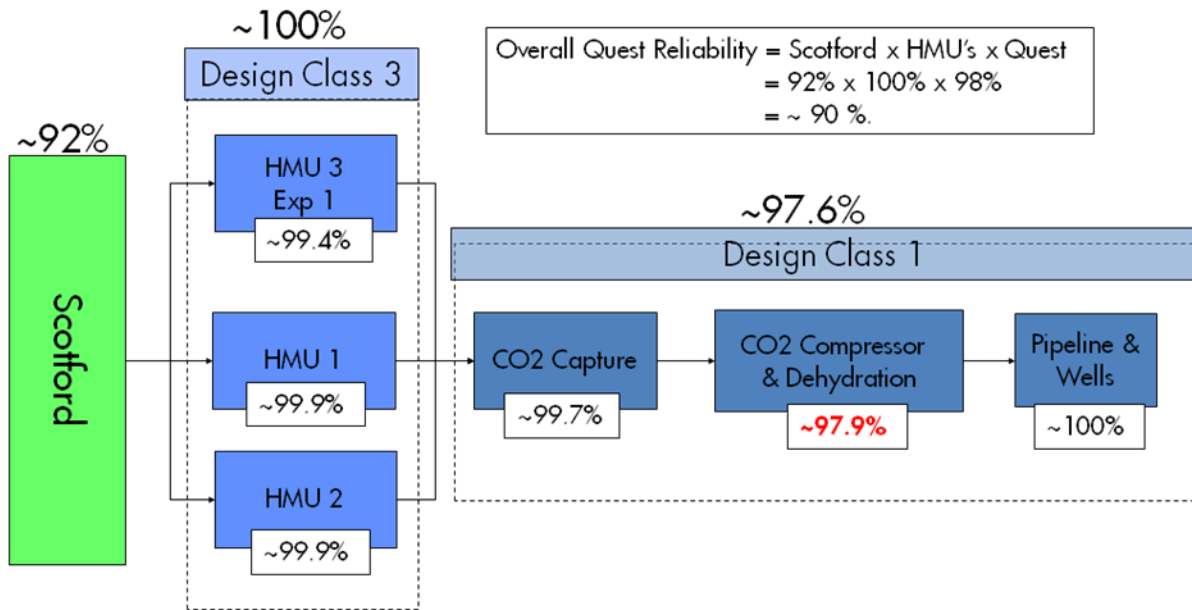 ~100%
Design Class 3
Overall Quest Reliability = Scotford x HMU's x Quest
= 92% x 100% x 98%
= ~ 90 %.
~92%
Scotford
HMU 3
Exp 1
~99.4%
HMU 1
~99.9%
HMU 2
~99.9%
~97.6%
Design Class 1
CO2 Capture
~99.7%
CO2 Compressor
& Dehydration
~97.9%
Pipeline &
Wells
~100%